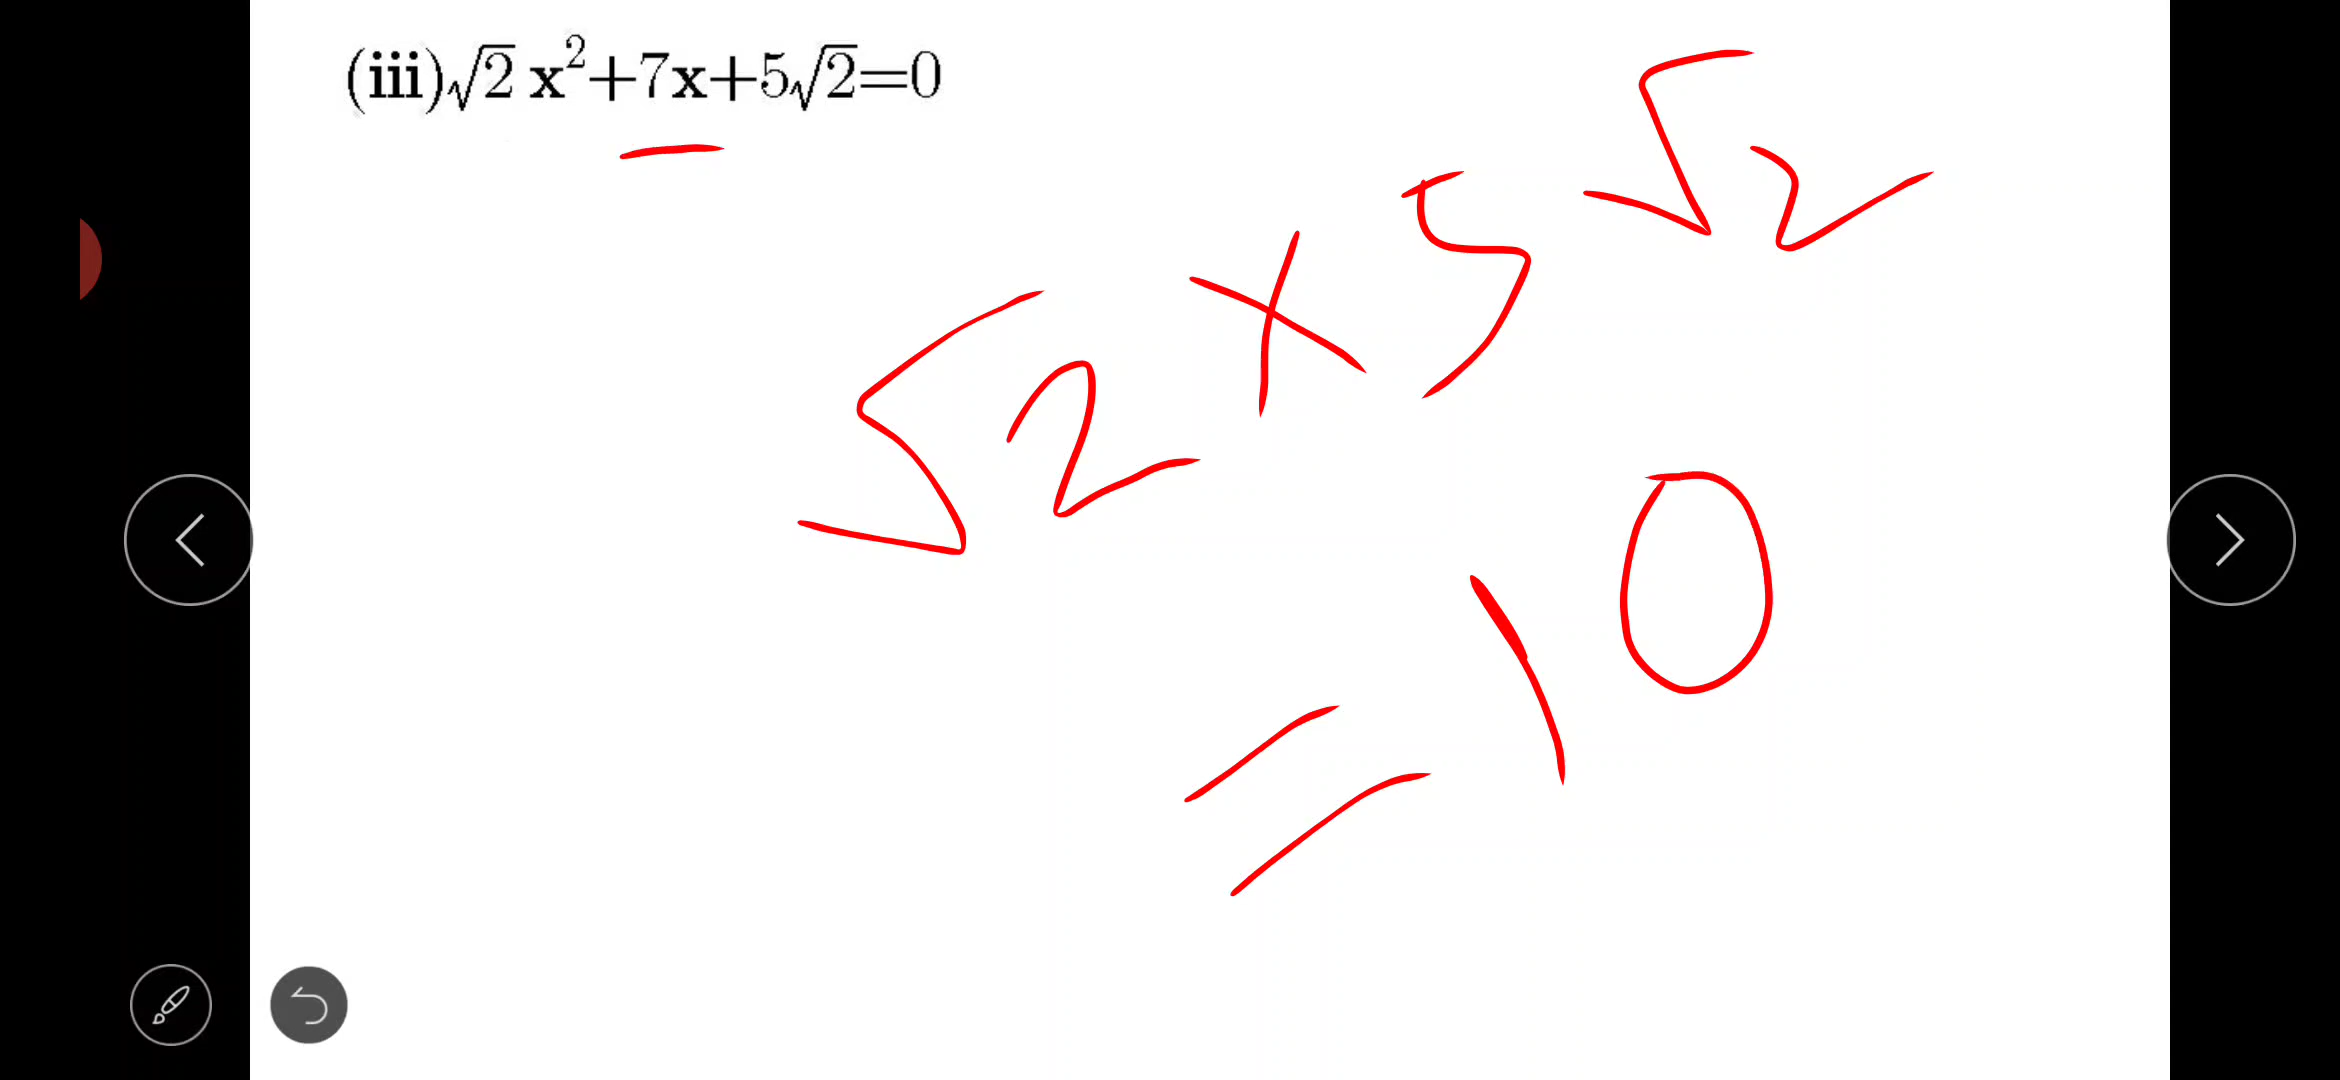 (iii)√2 x²+7x+5√2=0
√2 × 5√2
= 10